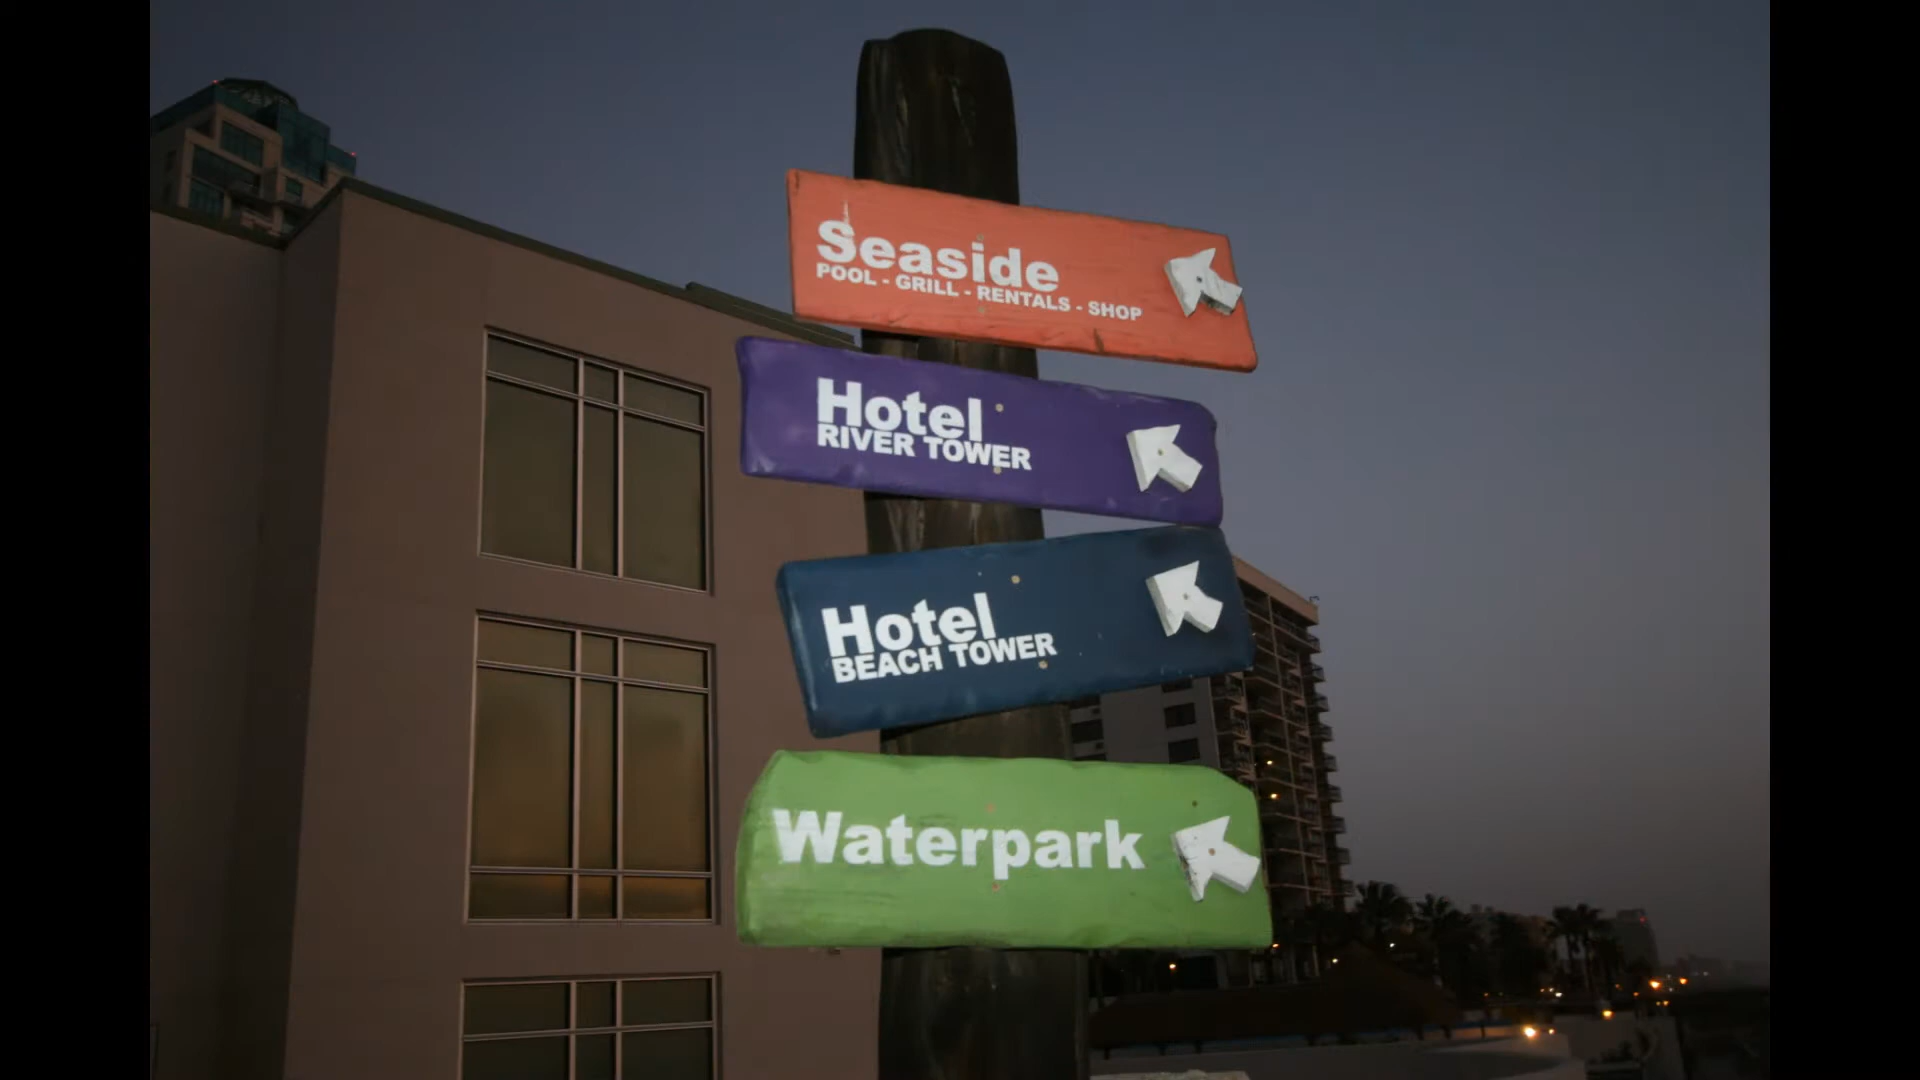 Seaside
POOL - GRILL - RENTALS - SHOP
Hotel
RIVER TOWER
Hotel
BEACH TOWER
Waterpark